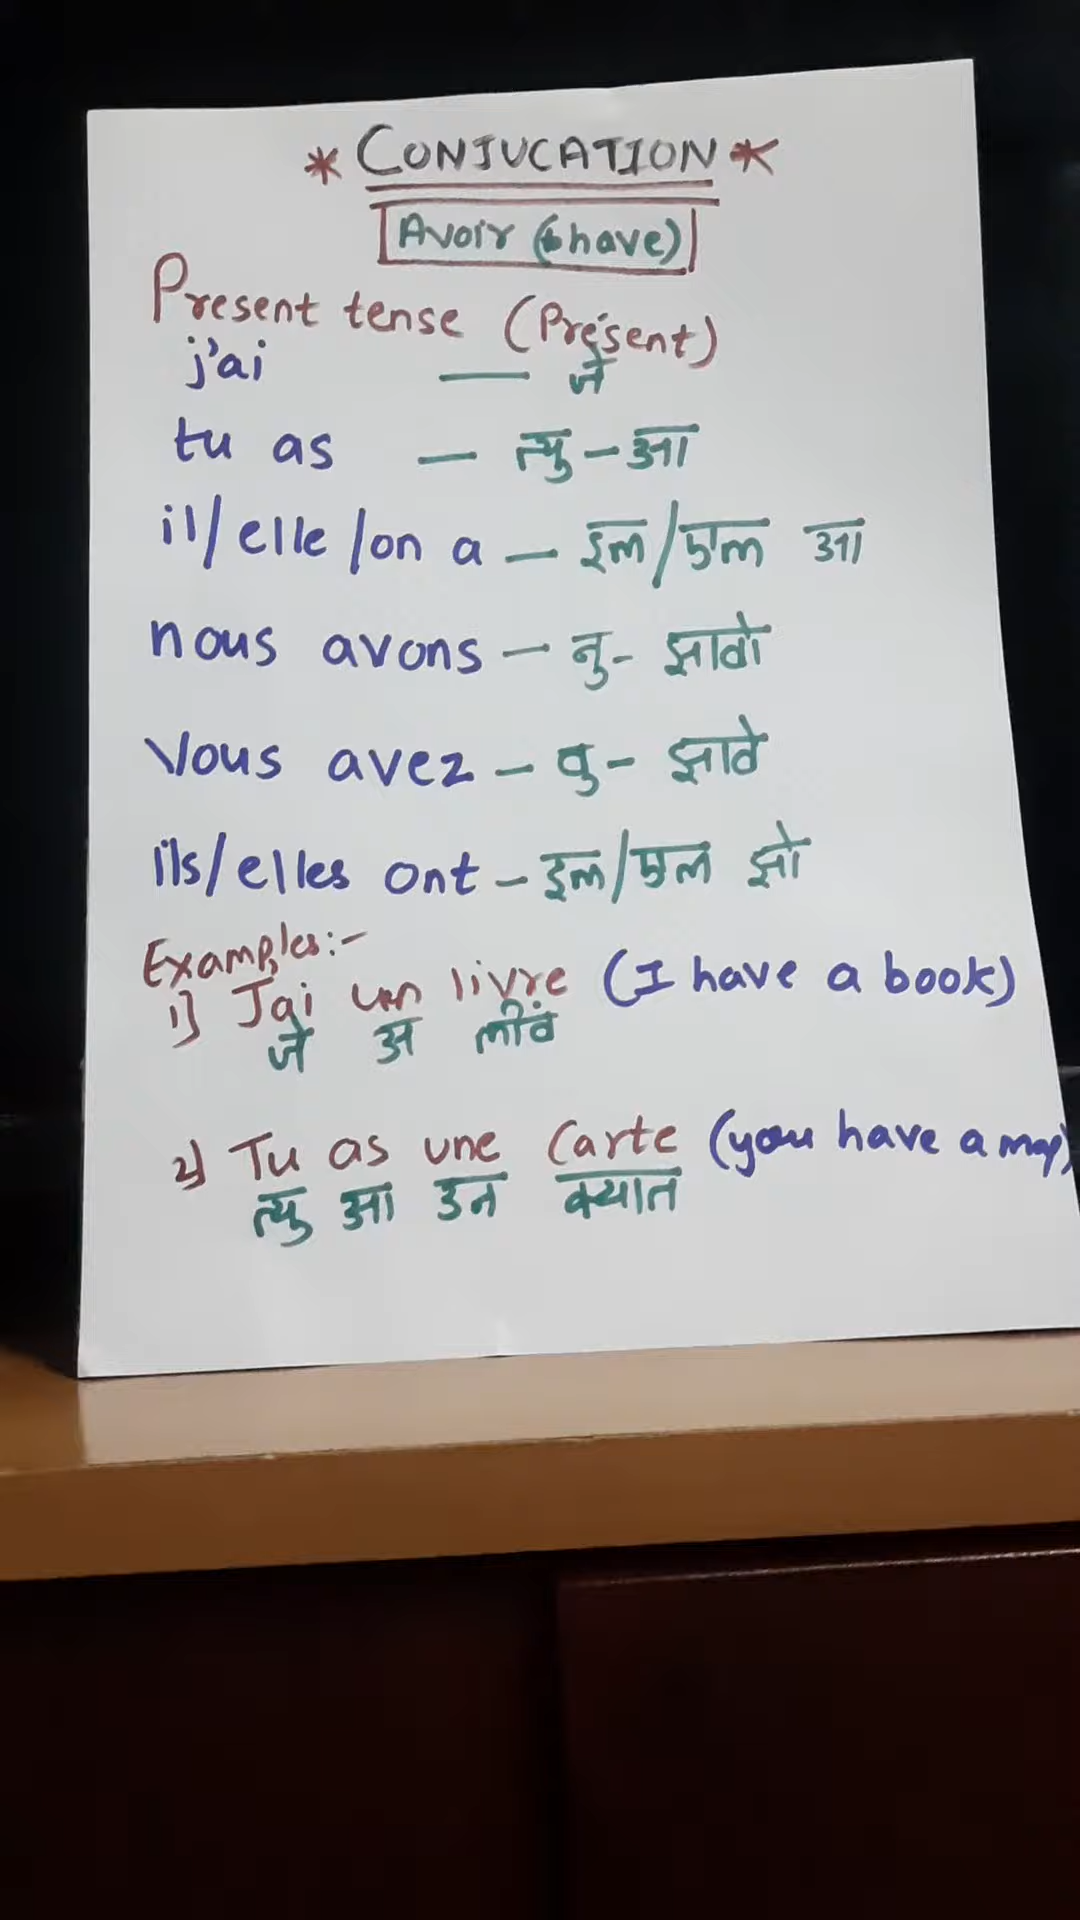 * CONJUCATION *
Avoir (have)
Present tense (Présent)
j'ai — जे
tu as — त्यु - आ
il/elle/on a — इल/एल आ
nous avons - नु - झावो
Vous avez - वु - झावे
ils/elles ont - इल/एल झो
Examples:-
1] J'ai un livre (I have a book)
जे अ लीवं
2] Tu as une Carte (you have a map)
त्यु आ उन क्यात